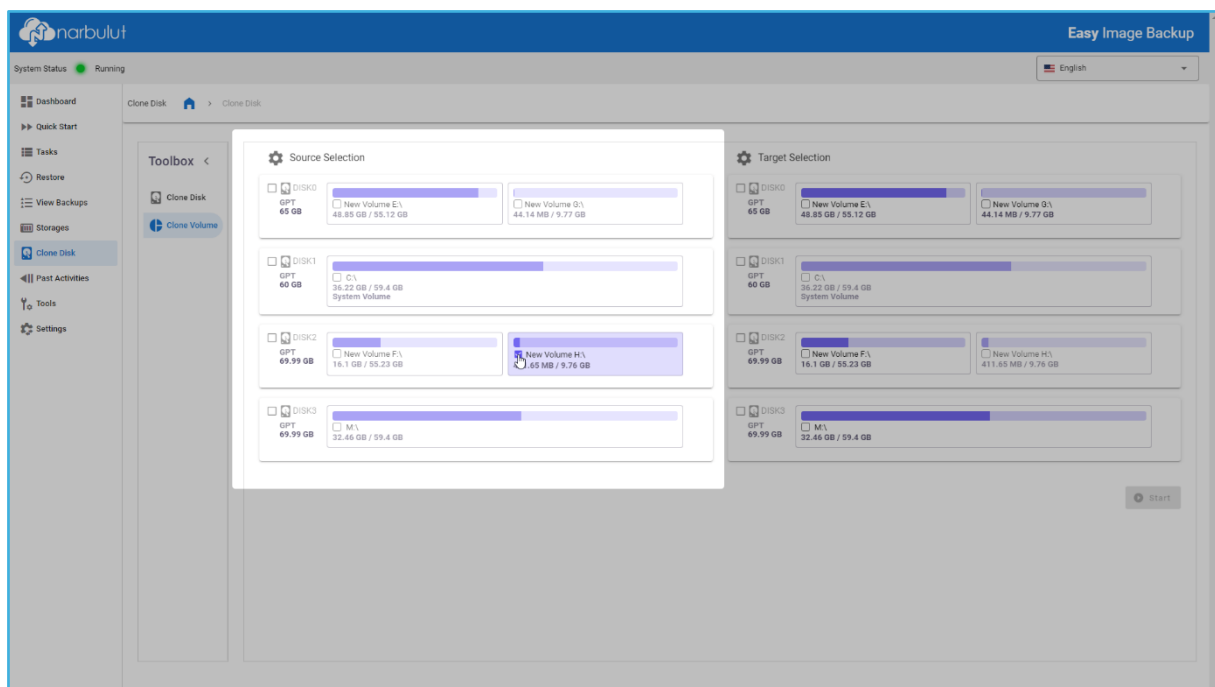 narbulut
Easy Image Backup
System Status Running
English
Dashboard
Quick Start
Tasks
Restore
View Backups
Storages
Clone Disk
Past Activities
Tools
Settings
Clone Disk > Clone Disk
Toolbox <
Clone Disk
Clone Volume
Source Selection
DISK0
GPT
65 GB
New Volume E:\
48.85 GB / 55.12 GB
New Volume G:\
44.14 MB / 9.77 GB
DISK1
GPT
60 GB
C:\
36.22 GB / 59.4 GB
System Volume
DISK2
GPT
69.99 GB
New Volume F:\
16.1 GB / 55.23 GB
New Volume H:\
.65 MB / 9.76 GB
DISK3
GPT
69.99 GB
M:\
32.46 GB / 59.4 GB
Target Selection
DISK0
GPT
65 GB
New Volume E:\
48.85 GB / 55.12 GB
New Volume G:\
44.14 MB / 9.77 GB
DISK1
GPT
60 GB
C:\
36.22 GB / 59.4 GB
System Volume
DISK2
GPT
69.99 GB
New Volume F:\
16.1 GB / 55.23 GB
New Volume H:\
411.65 MB / 9.76 GB
DISK3
GPT
69.99 GB
M:\
32.46 GB / 59.4 GB
Start